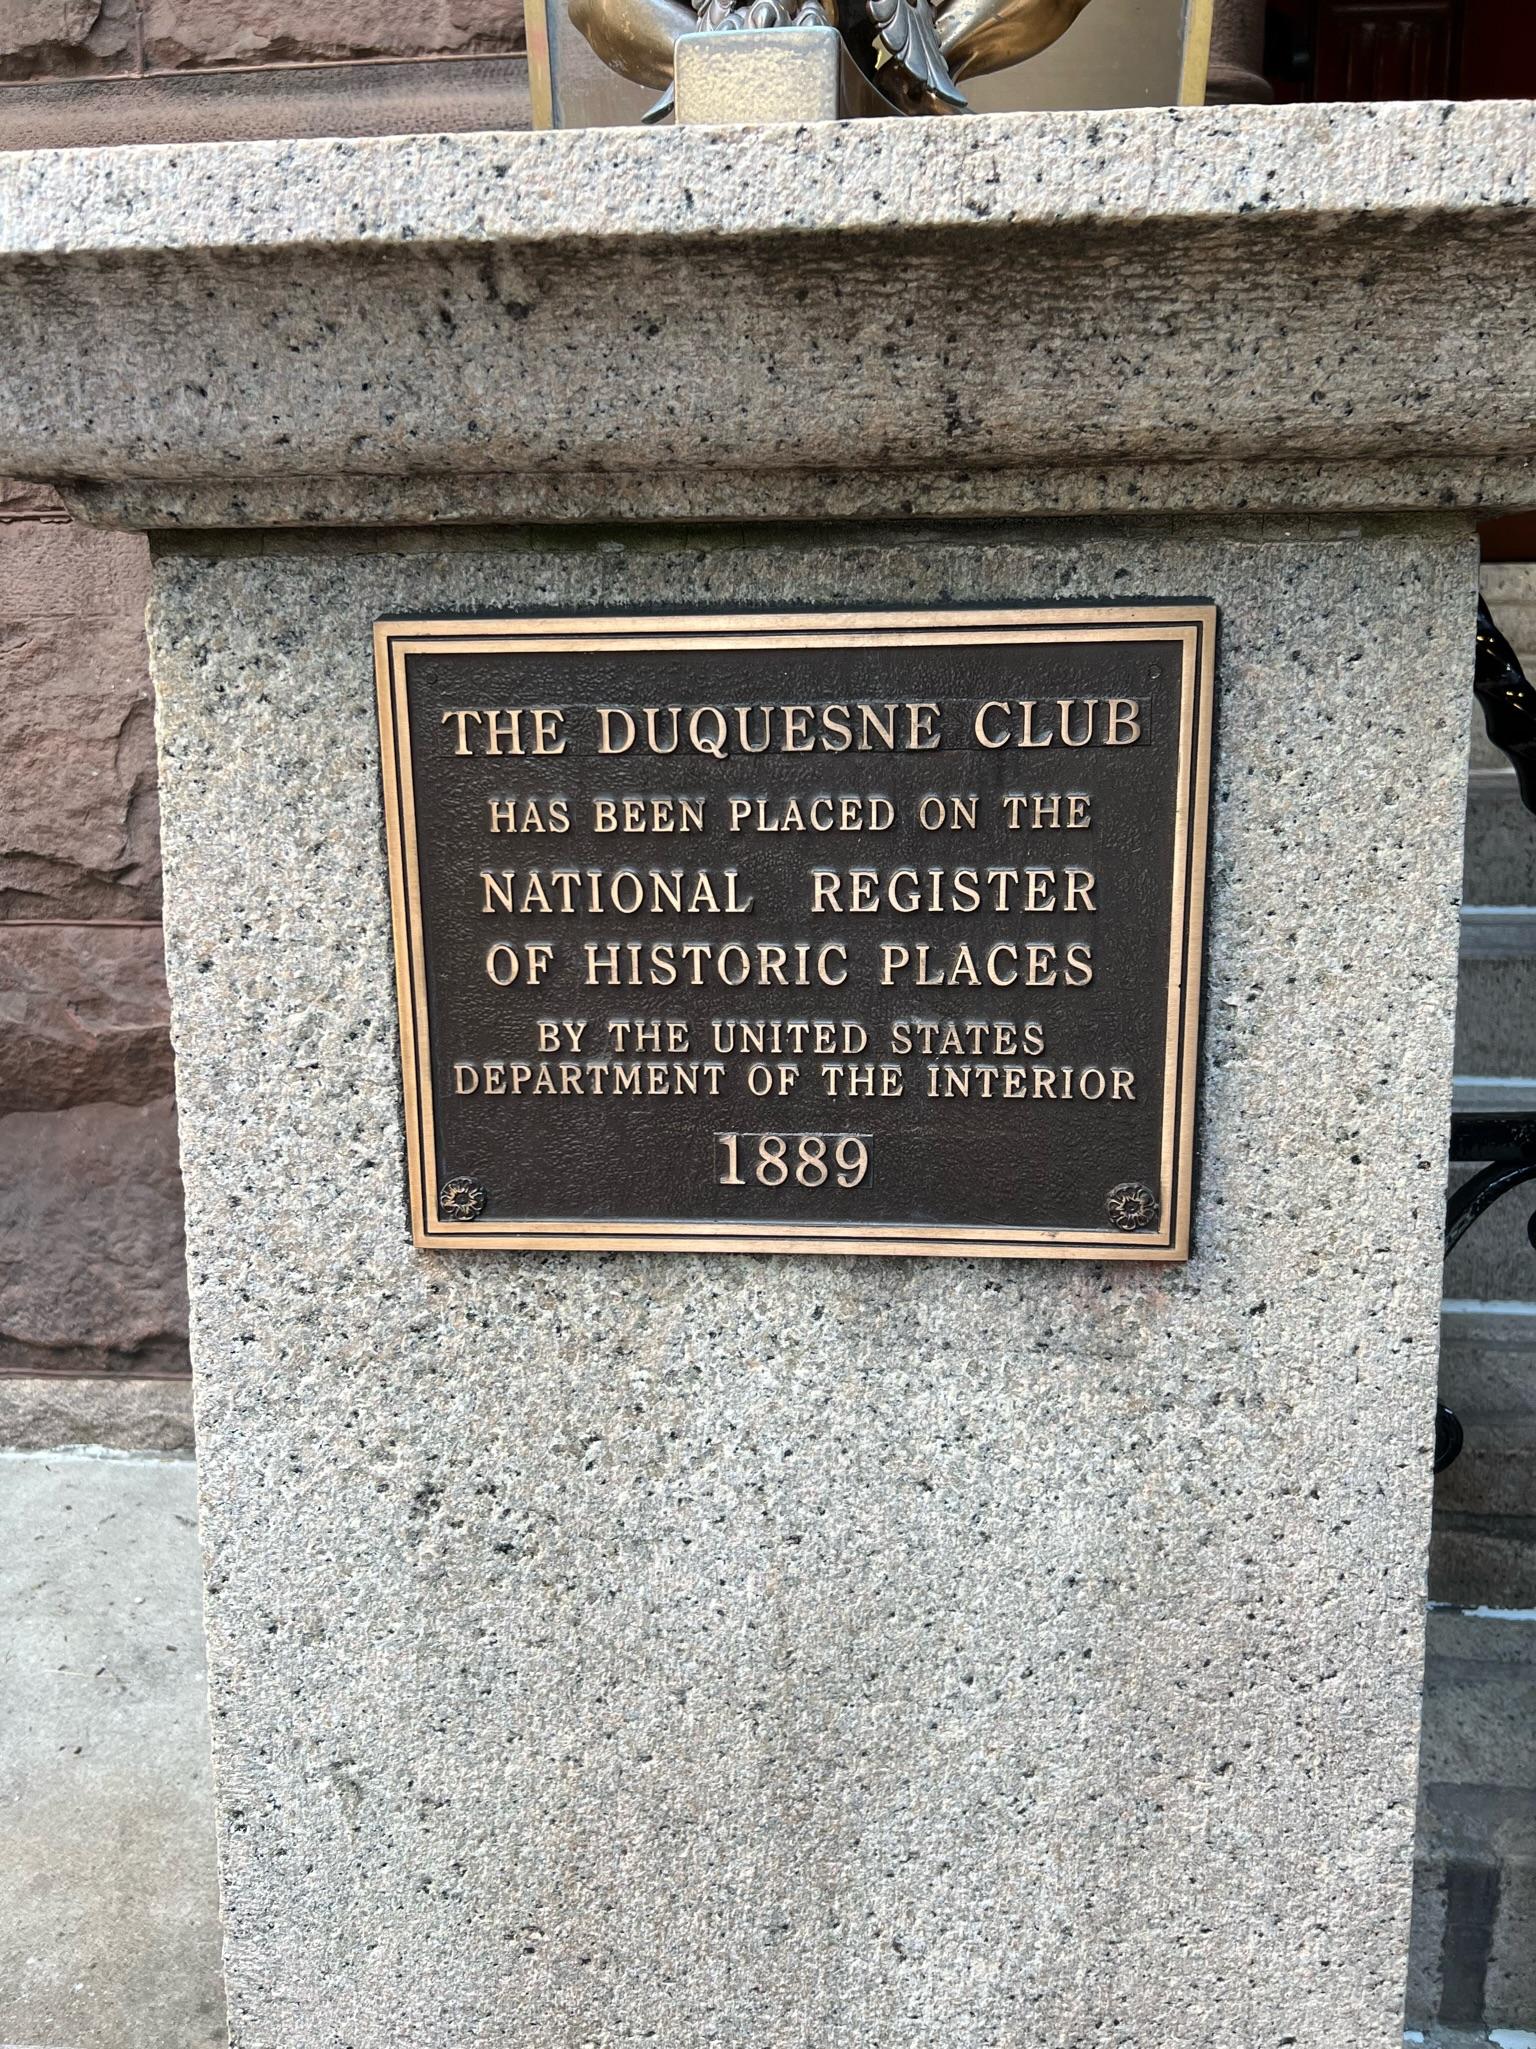 THE DUQUESNE CLUB
HAS BEEN PLACED ON THE
NATIONAL REGISTER
OF HISTORIC PLACES
BY THE UNITED STATES
DEPARTMENT OF THE INTERIOR
1889